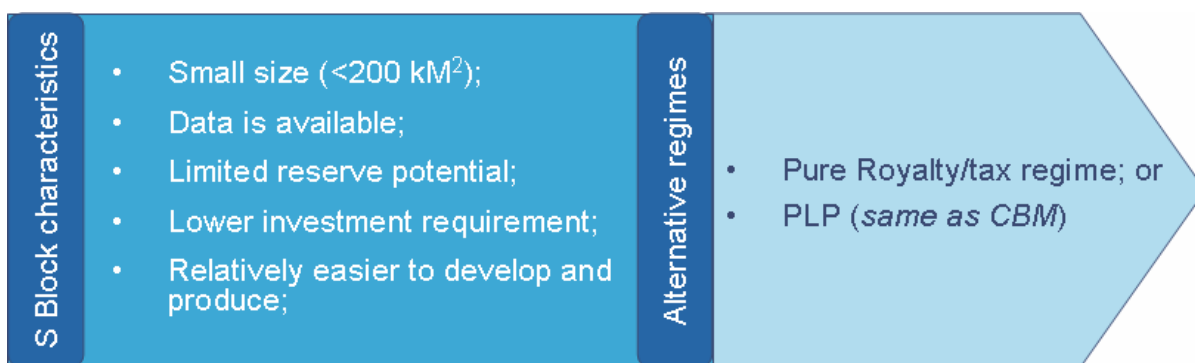 S Block characteristics
• Small size (<200 kM²);
• Data is available;
• Limited reserve potential;
• Lower investment requirement;
• Relatively easier to develop and
produce;
Alternative regimes
• Pure Royalty/tax regime; or
• PLP (same as CBM)